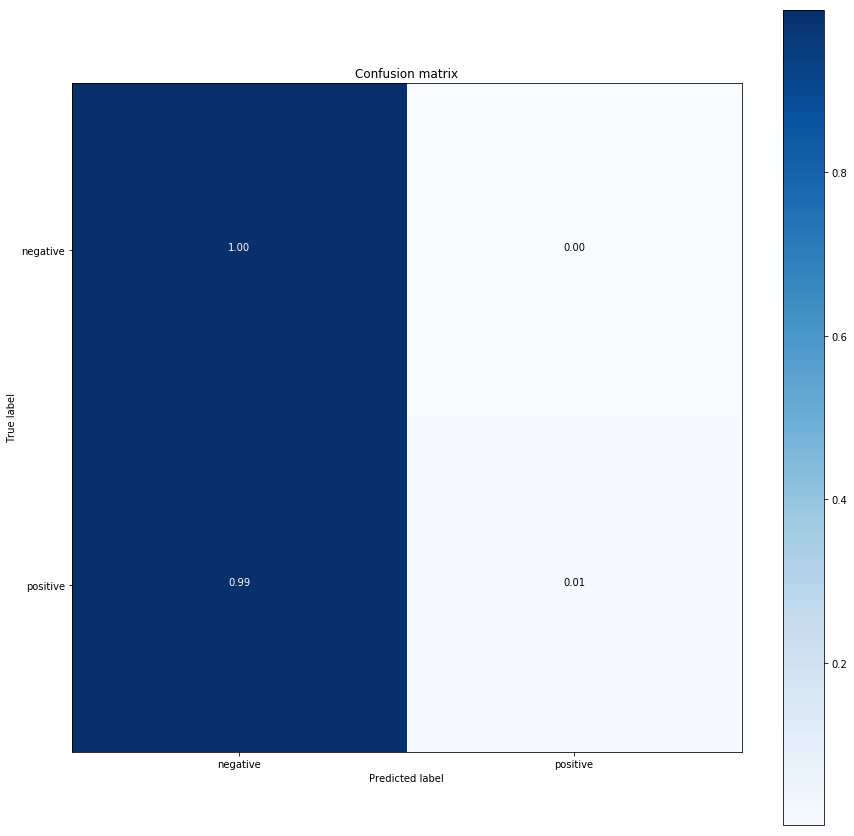 Confusion matrix
negative
1.00
0.00
positive
0.99
0.01
True label
negative
positive
Predicted label
0.8
0.6
0.4
0.2